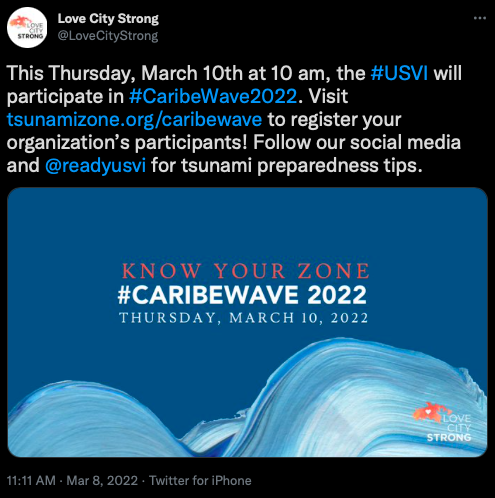 LOVE
CITY
STRONG
Love City Strong
@LoveCityStrong
This Thursday, March 10th at 10 am, the #USVI will
participate in #CaribeWave2022. Visit
tsunamizone.org/caribewave to register your
organization’s participants! Follow our social media
and @readyusvi for tsunami preparedness tips.
KNOW YOUR ZONE
#CARIBEWAVE 2022
THURSDAY, MARCH 10, 2022
LOVE
CITY
STRONG
11:11 AM · Mar 8, 2022 · Twitter for iPhone